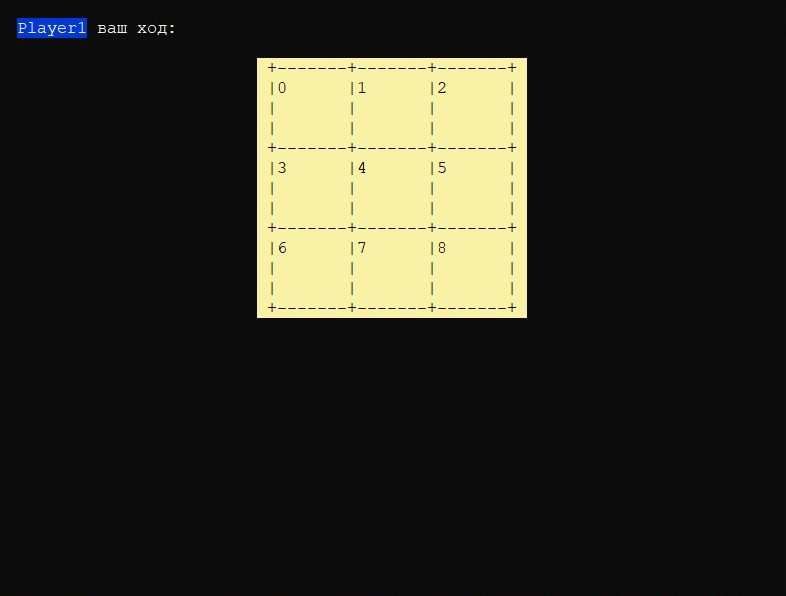 Player1 ваш ход:
+-------+-------+-------+
|0      |1      |2      |
|       |       |       |
|       |       |       |
+-------+-------+-------+
|3      |4      |5      |
|       |       |       |
|       |       |       |
+-------+-------+-------+
|6      |7      |8      |
|       |       |       |
|       |       |       |
+-------+-------+-------+